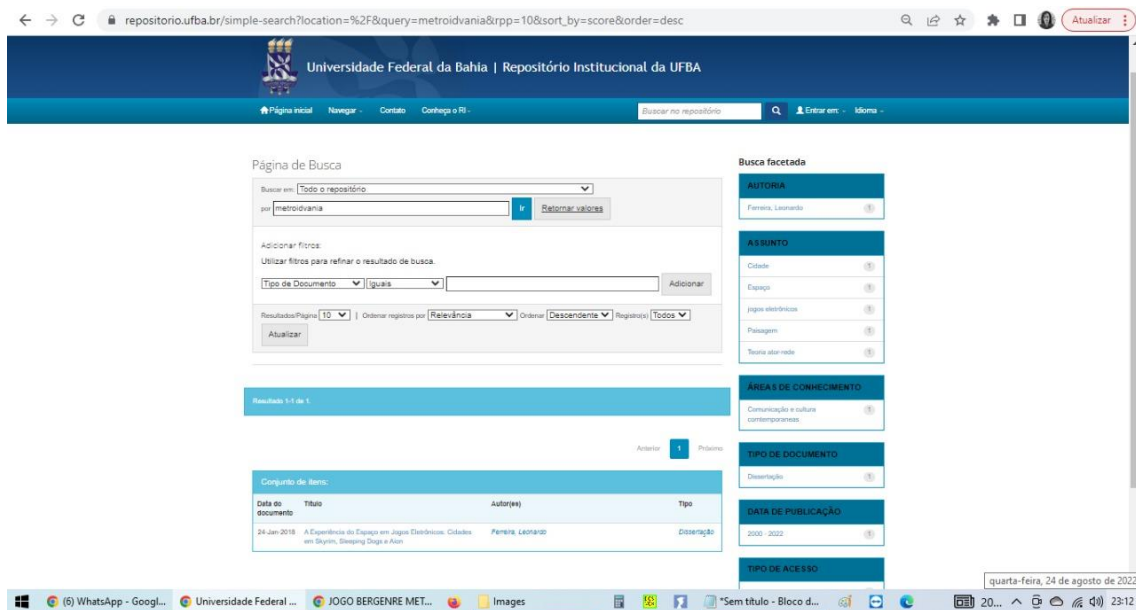 repositorio.ufba.br/simple-search?location=%2F&query=metroidvania&rpp=10&sort_by=score&order=desc
Atualizar
Universidade Federal da Bahia | Repositório Institucional da UFBA
Página inicial Navegar Contato Conheça o RI
Buscar no repositório
Entrar em: Idioma
Página de Busca
Buscar em: Todo o repositório
por metroidvania Ir Retornar valores
Adicionar filtros:
Utilizar filtros para refinar o resultado de busca.
Tipo de Documento Iguais Adicionar
Resultados/Página 10 | Ordenar registros por Relevância Ordenar Descendente Registro(s) Todos
Atualizar
Resultado 1-1 de 1.
Anterior 1 Próximo
Conjunto de itens:
Data do documento Título Autor(es) Tipo
24-Jan-2018 A Experiência do Espaço em Jogos Eletrônicos. Cidades Ferreira, Leonardo Dissertação
em Skyrim, Sleeping Dogs e Aion
Busca facetada
AUTORIA
Ferreira, Leonardo 1
ASSUNTO
Cidade 1
Espaço 1
jogos eletrônicos 1
Paisagem 1
Teoria ator-rede 1
ÁREAS DE CONHECIMENTO
Comunicação e cultura 1
contemporaneas
TIPO DE DOCUMENTO
Dissertação 1
DATA DE PUBLICAÇÃO
2000 - 2022 1
TIPO DE ACESSO
quarta-feira, 24 de agosto de 2022
(6) WhatsApp - Googl... Universidade Federal ... JOGO BERGENRE MET... Images *Sem título - Bloco d... 20... 23:12